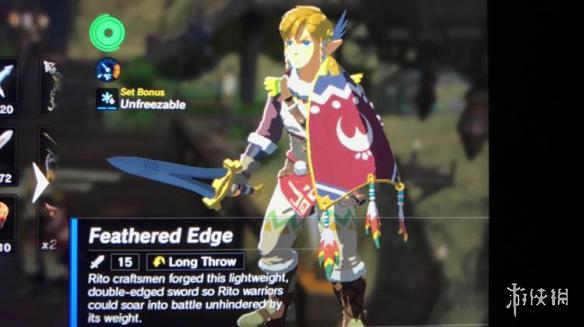 Set Bonus
Unfreezable
20
72
10
x2
Feathered Edge
15 Long Throw
Rito craftsmen forged this lightweight,
double-edged sword so Rito warriors
could soar into battle unhindered by
its weight.
游侠网